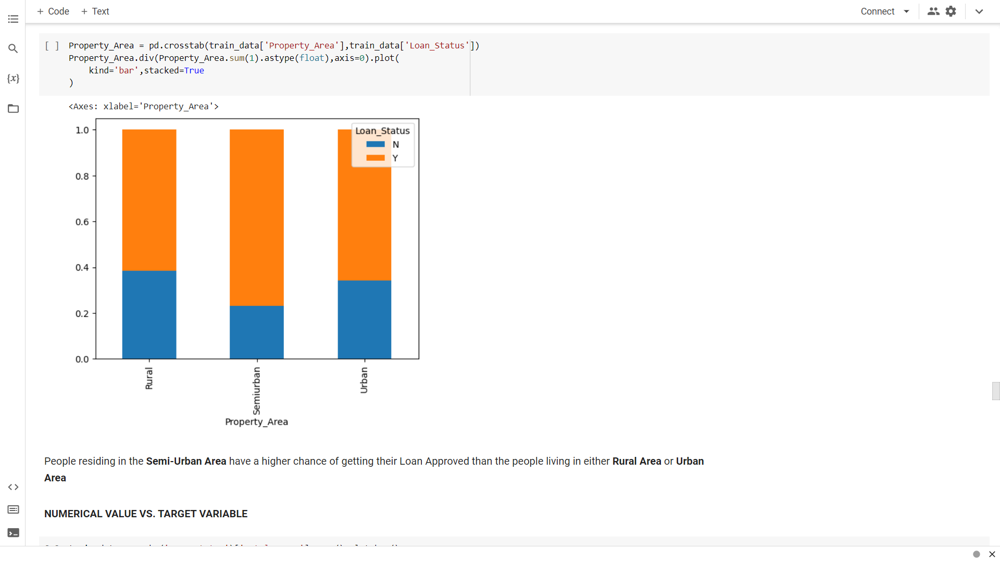 + Code + Text
Connect
[ ] Property_Area = pd.crosstab(train_data['Property_Area'],train_data['Loan_Status'])
Property_Area.div(Property_Area.sum(1).astype(float),axis=0).plot(
    kind='bar',stacked=True
)
{x}
<Axes: xlabel='Property_Area'>
Loan_Status
N
Y
1.0
0.8
0.6
0.4
0.2
0.0
Rural
Semiurban
Urban
Property_Area
People residing in the Semi-Urban Area have a higher chance of getting their Loan Approved than the people living in either Rural Area or Urban
Area
NUMERICAL VALUE VS. TARGET VARIABLE